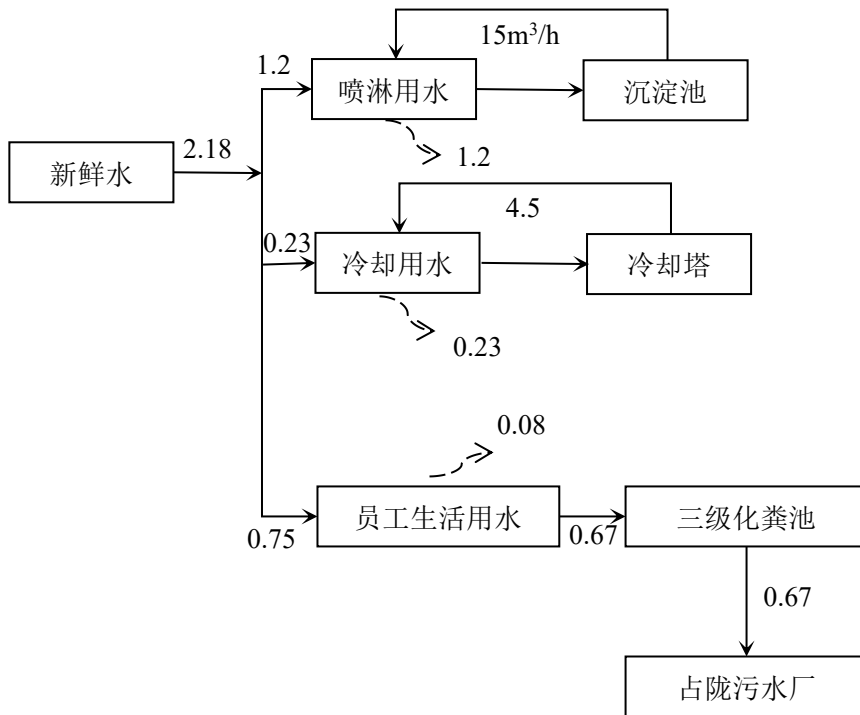 15m³/h
1.2
喷淋用水
沉淀池
2.18
新鲜水
1.2
4.5
0.23
冷却用水
冷却塔
0.23
0.08
员工生活用水
三级化粪池
0.75
0.67
0.67
占陇污水厂